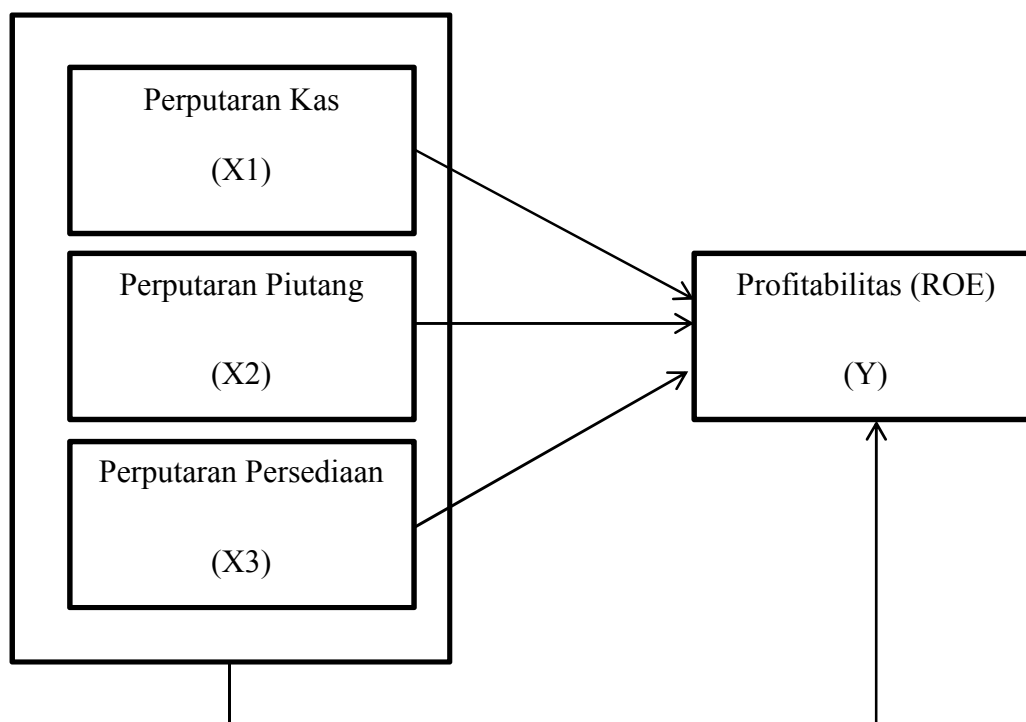 Perputaran Kas
(X1)
Perputaran Piutang
(X2)
Perputaran Persediaan
(X3)
Profitabilitas (ROE)
(Y)